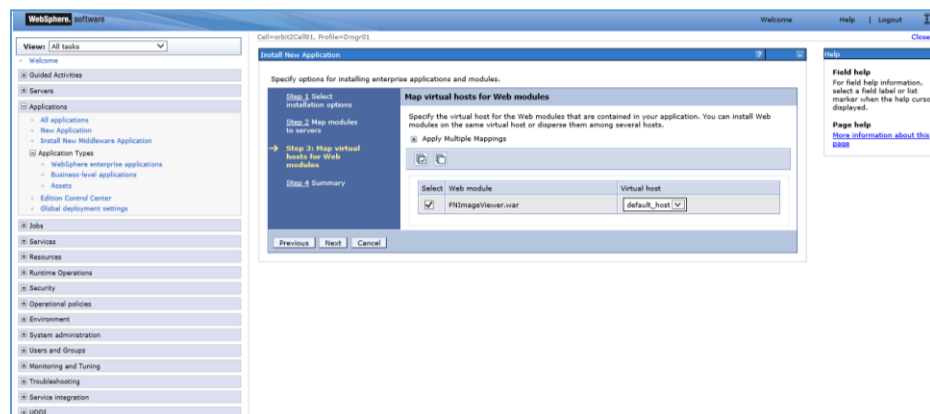 WebSphere. software
Welcome
Help | Logout
Cell=orbit2Cell01, Profile=Dmgr01
Close
View: All tasks
Welcome
Guided Activities
Servers
Applications
All applications
New Application
Install New Middleware Application
Application Types
WebSphere enterprise applications
Business-level applications
Assets
Edition Control Center
Global deployment settings
Jobs
Services
Resources
Runtime Operations
Security
Operational policies
Environment
System administration
Users and Groups
Monitoring and Tuning
Troubleshooting
Service integration
UDDI
Install New Application
?
Specify options for installing enterprise applications and modules.
Step 1 Select
installation options
Step 2 Map modules
to servers
Step 3: Map virtual
hosts for Web
modules
Step 4 Summary
Map virtual hosts for Web modules
Specify the virtual host for the Web modules that are contained in your application. You can install Web
modules on the same virtual host or disperse them among several hosts.
Apply Multiple Mappings
Select Web module Virtual host
FNImageViewer.war default_host
Previous Next Cancel
Help
Field help
For field help information,
select a field label or list
marker when the help curso
displayed.
Page help
More information about this
page